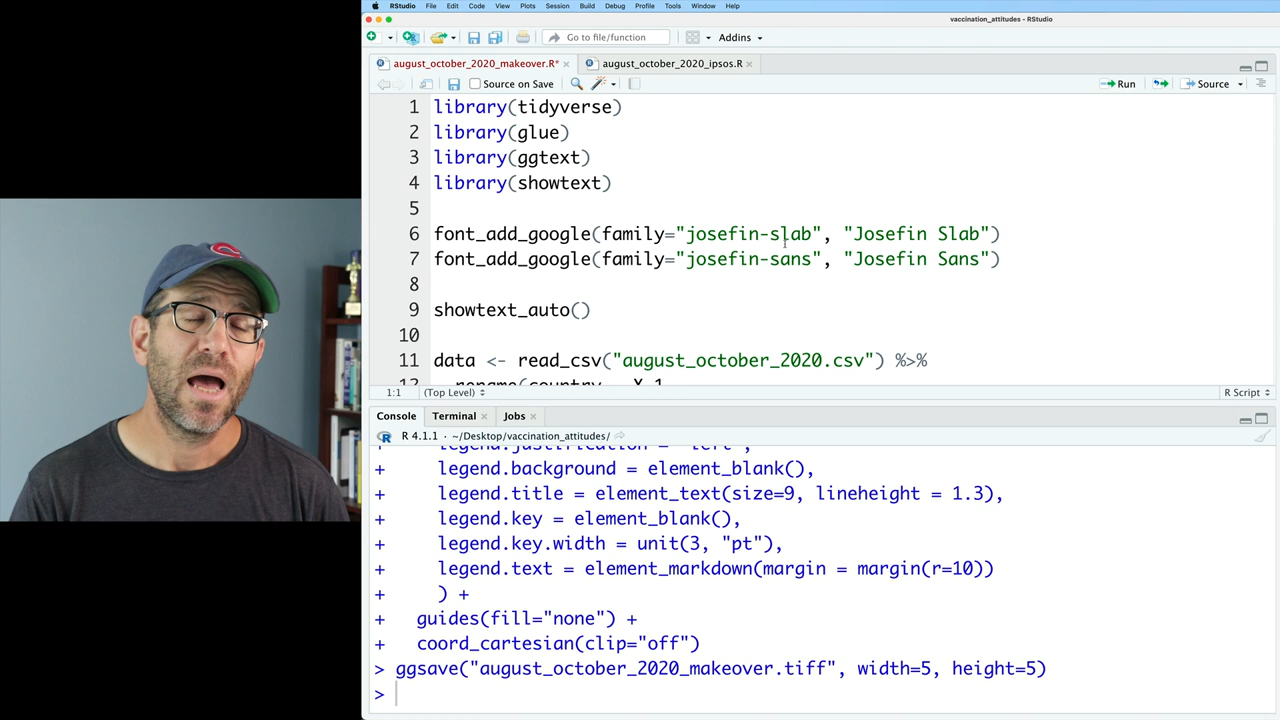 RStudio File Edit Code View Plots Session Build Debug Profile Tools Window Help
vaccination_attitudes - RStudio
Go to file/function Addins
august_october_2020_makeover.R* august_october_2020_ipsos.R
Source on Save Run Source
1 library(tidyverse)
2 library(glue)
3 library(ggtext)
4 library(showtext)
5
6 font_add_google(family="josefin-slab", "Josefin Slab")
7 font_add_google(family="josefin-sans", "Josefin Sans")
8
9 showtext_auto()
10
11 data <- read_csv("august_october_2020.csv") %>%
1:1 (Top Level) R Script
Console Terminal Jobs
R 4.1.1 · ~/Desktop/vaccination_attitudes/
+ legend.justification = "left",
+ legend.background = element_blank(),
+ legend.title = element_text(size=9, lineheight = 1.3),
+ legend.key = element_blank(),
+ legend.key.width = unit(3, "pt"),
+ legend.text = element_markdown(margin = margin(r=10))
+ ) +
+ guides(fill="none") +
+ coord_cartesian(clip="off")
> ggsave("august_october_2020_makeover.tiff", width=5, height=5)
>